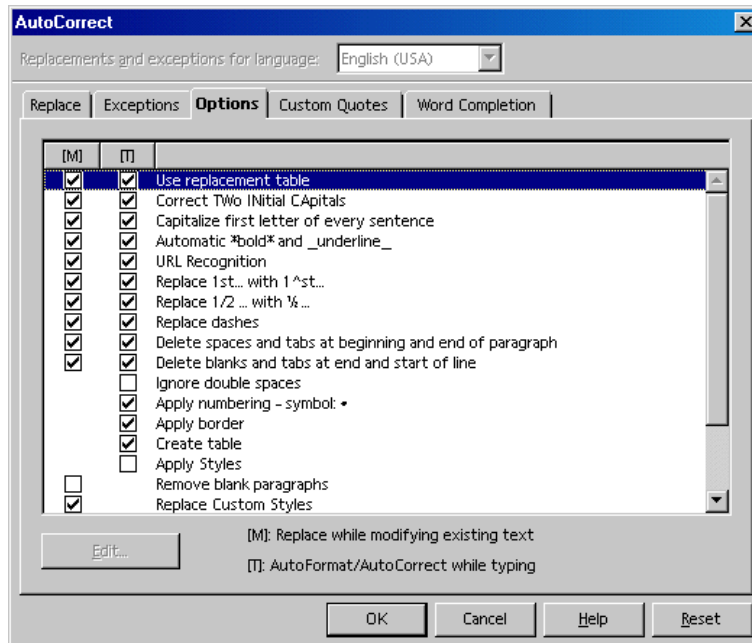 AutoCorrect
Replacements and exceptions for language: English (USA)
Replace Exceptions Options Custom Quotes Word Completion
[M] [T]
Use replacement table
Correct TWo INitial CApitals
Capitalize first letter of every sentence
Automatic *bold* and _underline_
URL Recognition
Replace 1st... with 1^st...
Replace 1/2 ... with ½ ...
Replace dashes
Delete spaces and tabs at beginning and end of paragraph
Delete blanks and tabs at end and start of line
Ignore double spaces
Apply numbering - symbol: •
Apply border
Create table
Apply Styles
Remove blank paragraphs
Replace Custom Styles
[M]: Replace while modifying existing text
Edit...
[T]: AutoFormat/AutoCorrect while typing
OK Cancel Help Reset